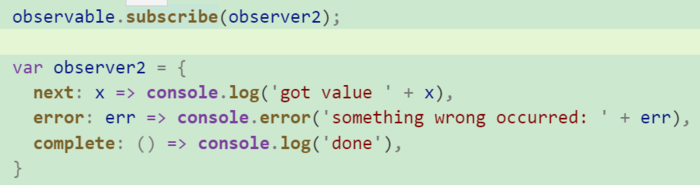 observable.subscribe(observer2);
var observer2 = {
next: x => console.log('got value ' + x),
error: err => console.error('something wrong occurred: ' + err),
complete: () => console.log('done'),
}